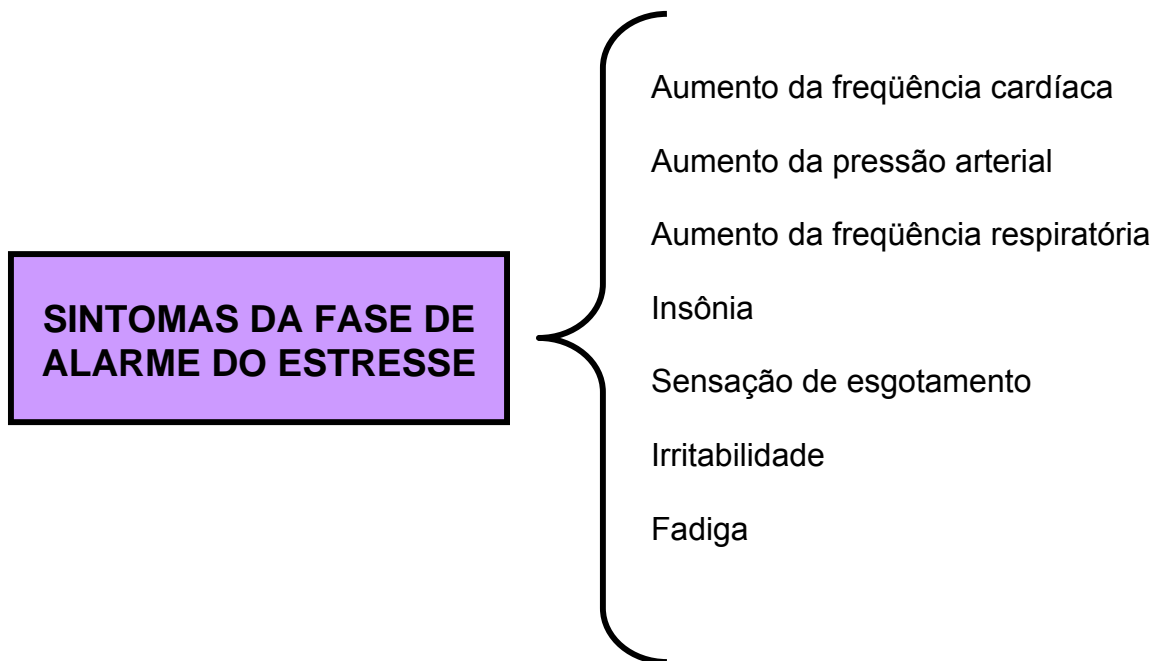 Aumento da freqüência cardíaca
Aumento da pressão arterial
Aumento da freqüência respiratória
Insônia
SINTOMAS DA FASE DE
ALARME DO ESTRESSE
Sensação de esgotamento
Irritabilidade
Fadiga